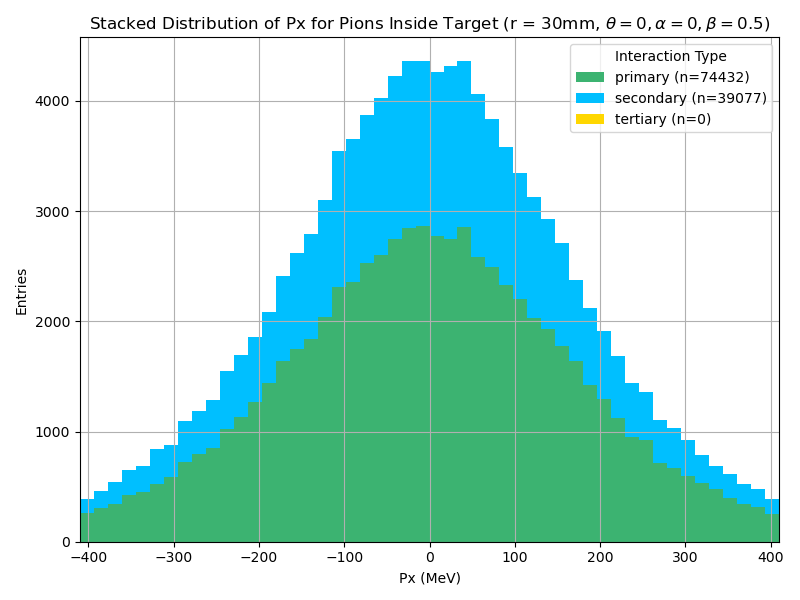 Stacked Distribution of Px for Pions Inside Target (r = 30mm, θ = 0, α = 0, β = 0.5)
Interaction Type
primary (n=74432)
secondary (n=39077)
tertiary (n=0)
Entries
4000
3000
2000
1000
0
−400
−300
−200
−100
0
100
200
300
400
Px (MeV)